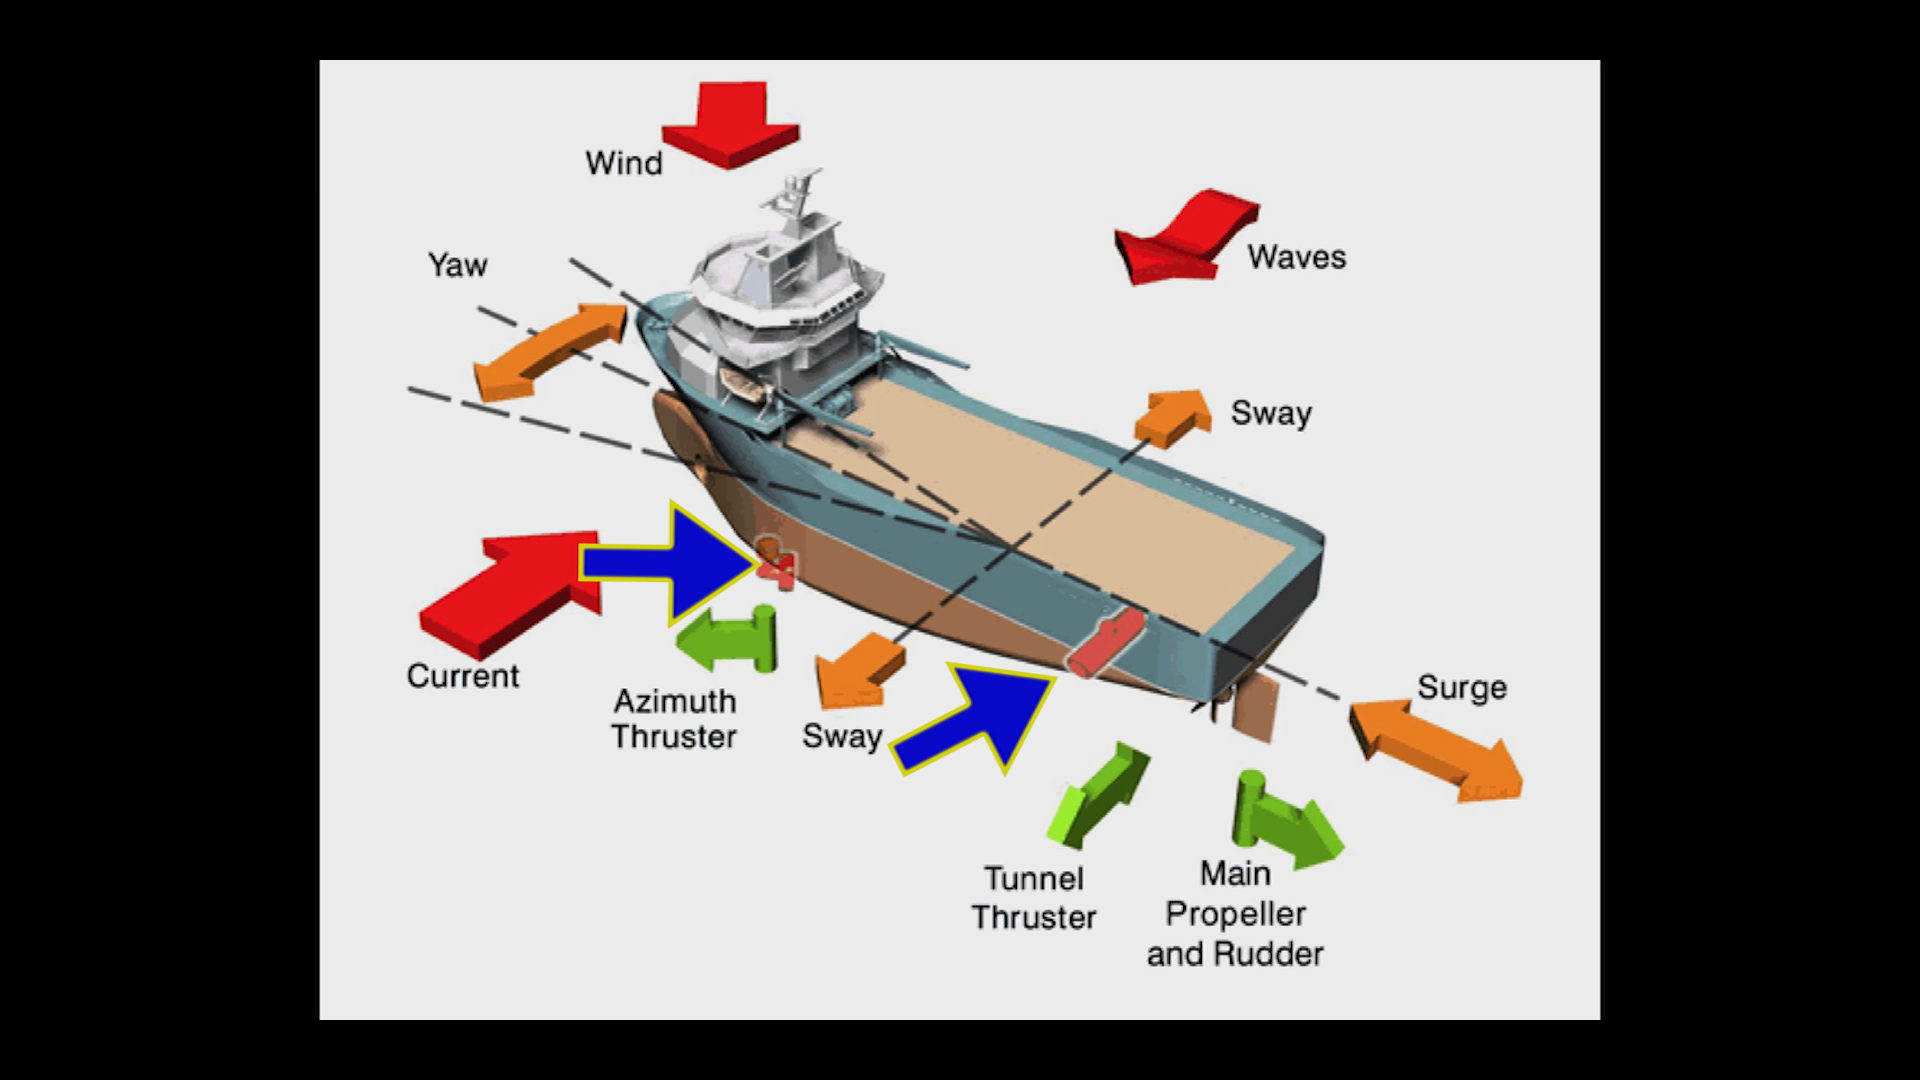 Wind
Yaw
Waves
Sway
Current
Azimuth
Thruster
Sway
Surge
Tunnel
Thruster
Main
Propeller
and Rudder